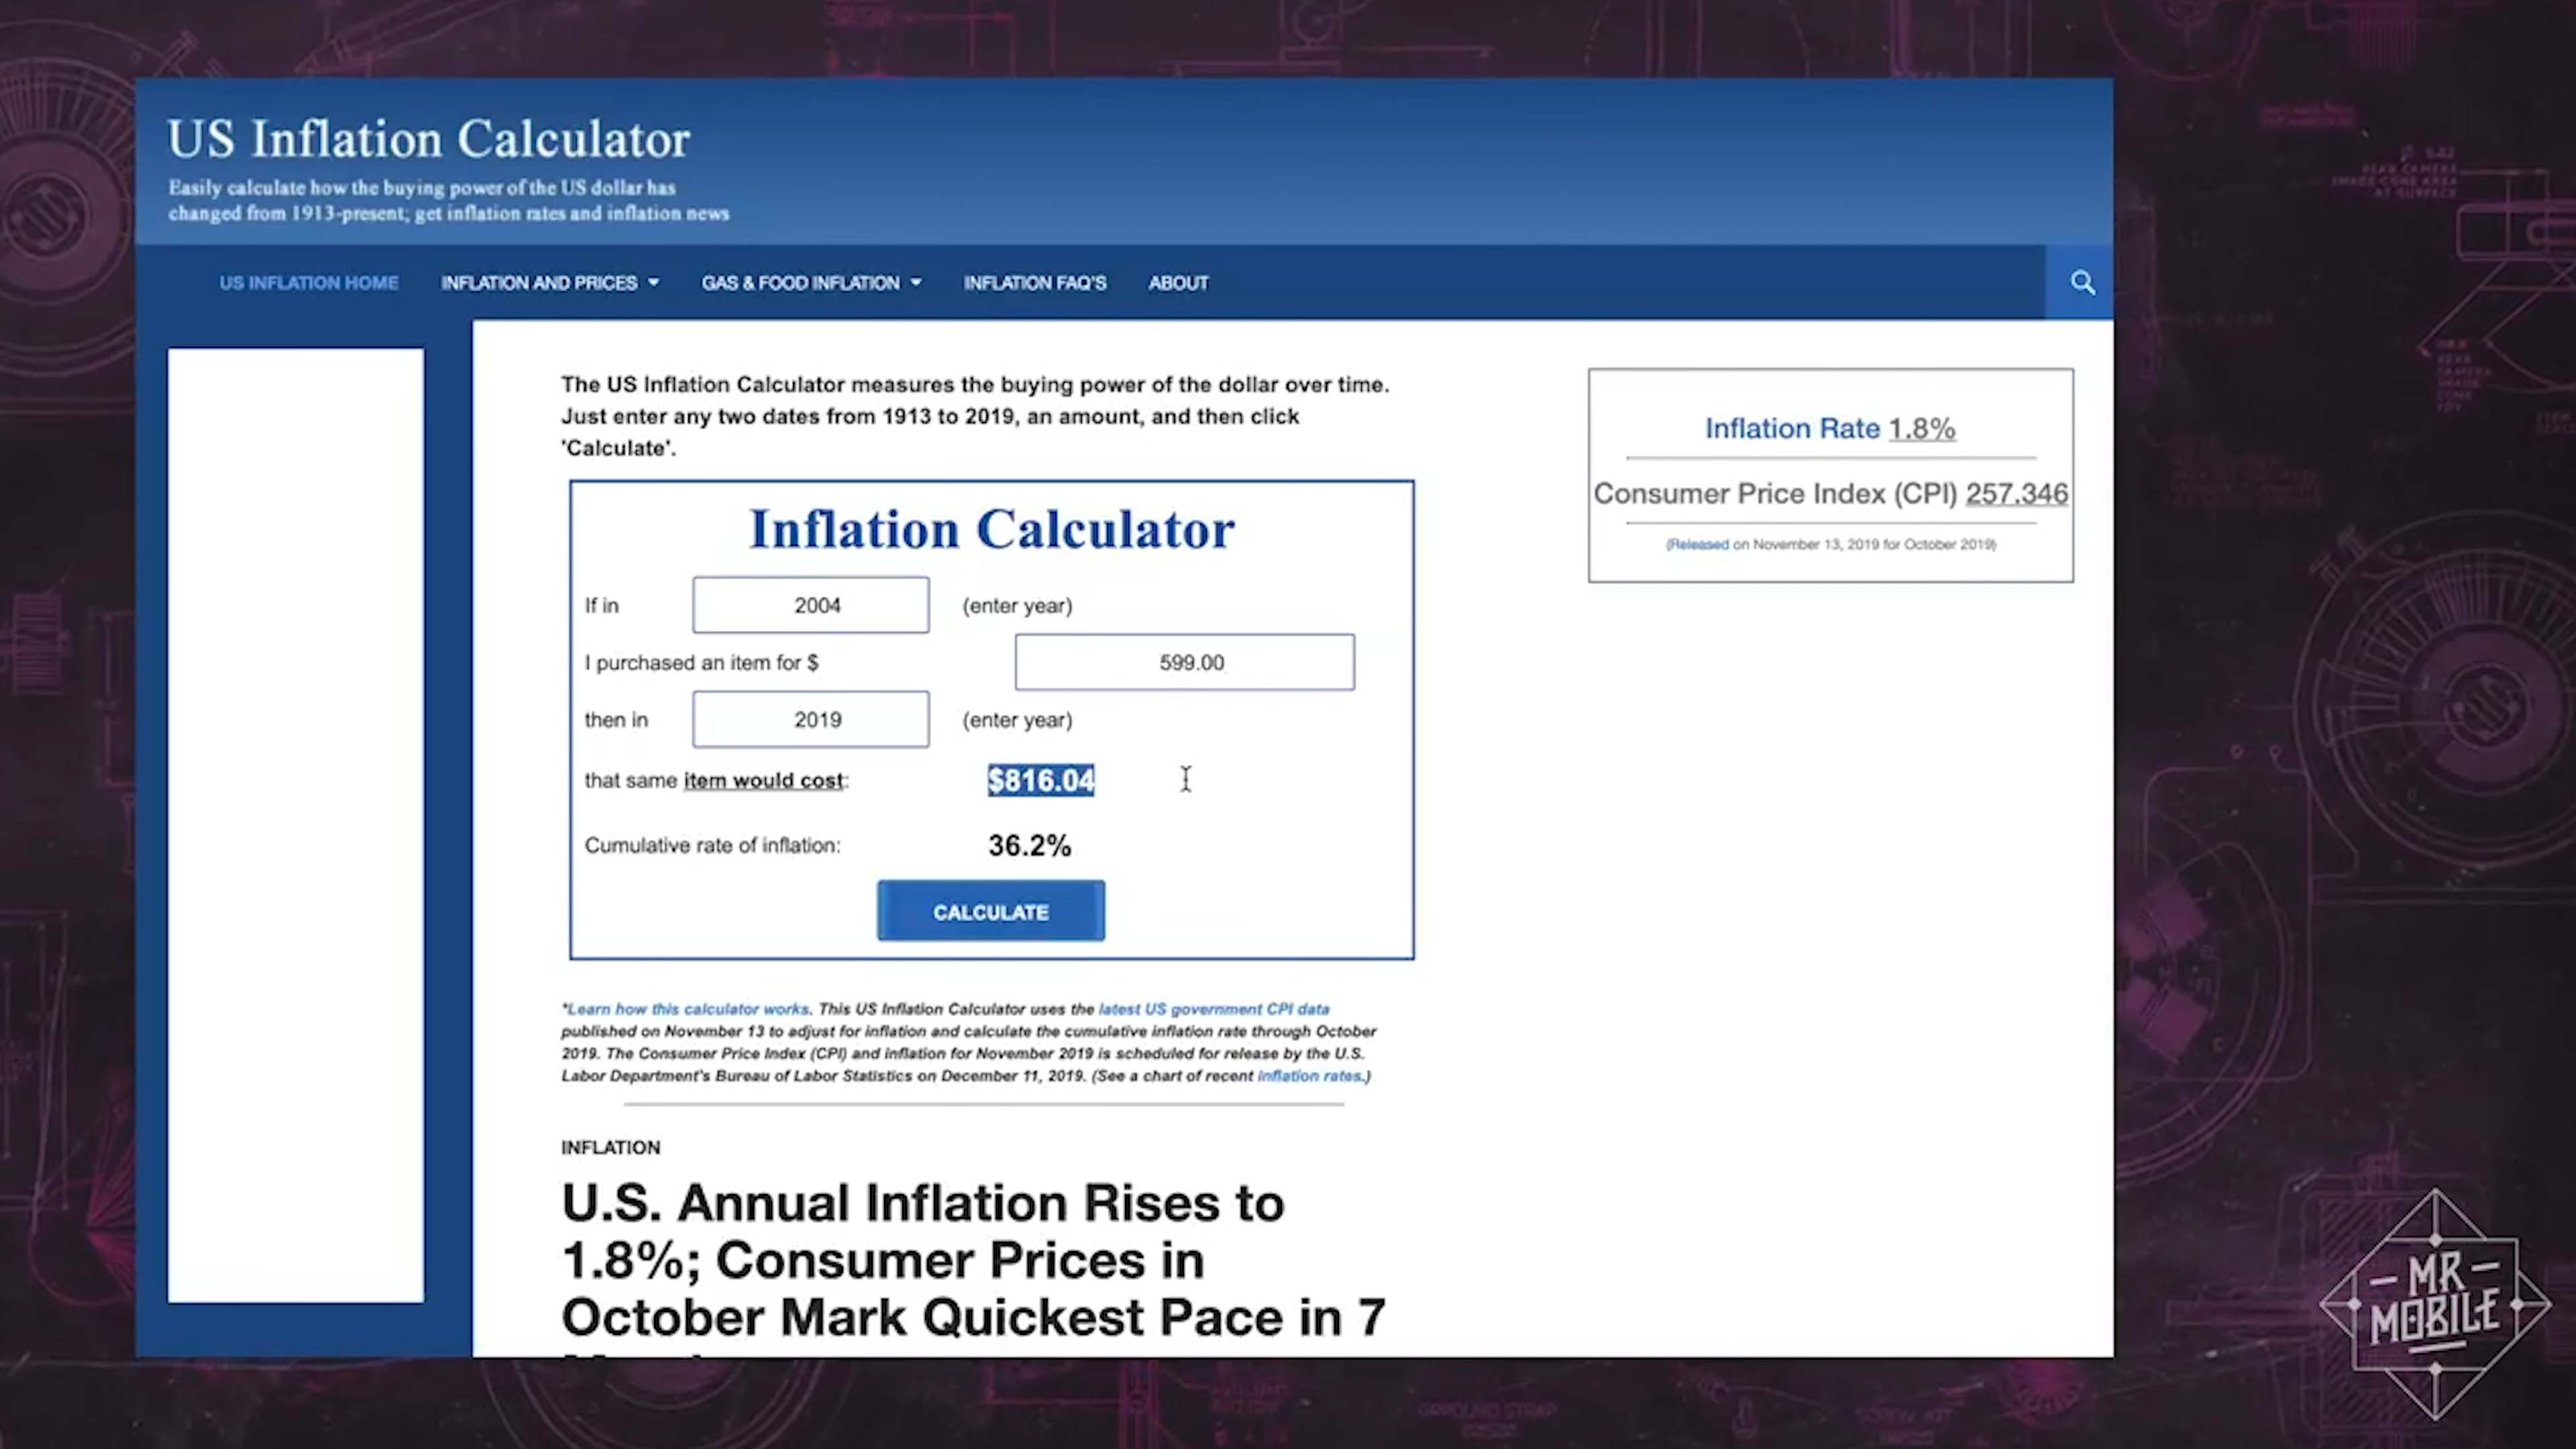 US Inflation Calculator
Easily calculate how the buying power of the US dollar has
changed from 1913-present; get inflation rates and inflation news
US INFLATION HOME INFLATION AND PRICES GAS & FOOD INFLATION INFLATION FAQ'S ABOUT
The US Inflation Calculator measures the buying power of the dollar over time.
Just enter any two dates from 1913 to 2019, an amount, and then click
'Calculate'.
Inflation Rate 1.8%
Consumer Price Index (CPI) 257.346
(Released on November 13, 2019 for October 2019)
Inflation Calculator
If in 2004 (enter year)
I purchased an item for $ 599.00
then in 2019 (enter year)
that same item would cost: $816.04
Cumulative rate of inflation: 36.2%
CALCULATE
*Learn how this calculator works. This US Inflation Calculator uses the latest US government CPI data
published on November 13 to adjust for inflation and calculate the cumulative inflation rate through October
2019. The Consumer Price Index (CPI) and inflation for November 2019 is scheduled for release by the U.S.
Labor Department's Bureau of Labor Statistics on December 11, 2019. (See a chart of recent inflation rates.)
INFLATION
U.S. Annual Inflation Rises to
1.8%; Consumer Prices in
October Mark Quickest Pace in 7
MR
MOBILE